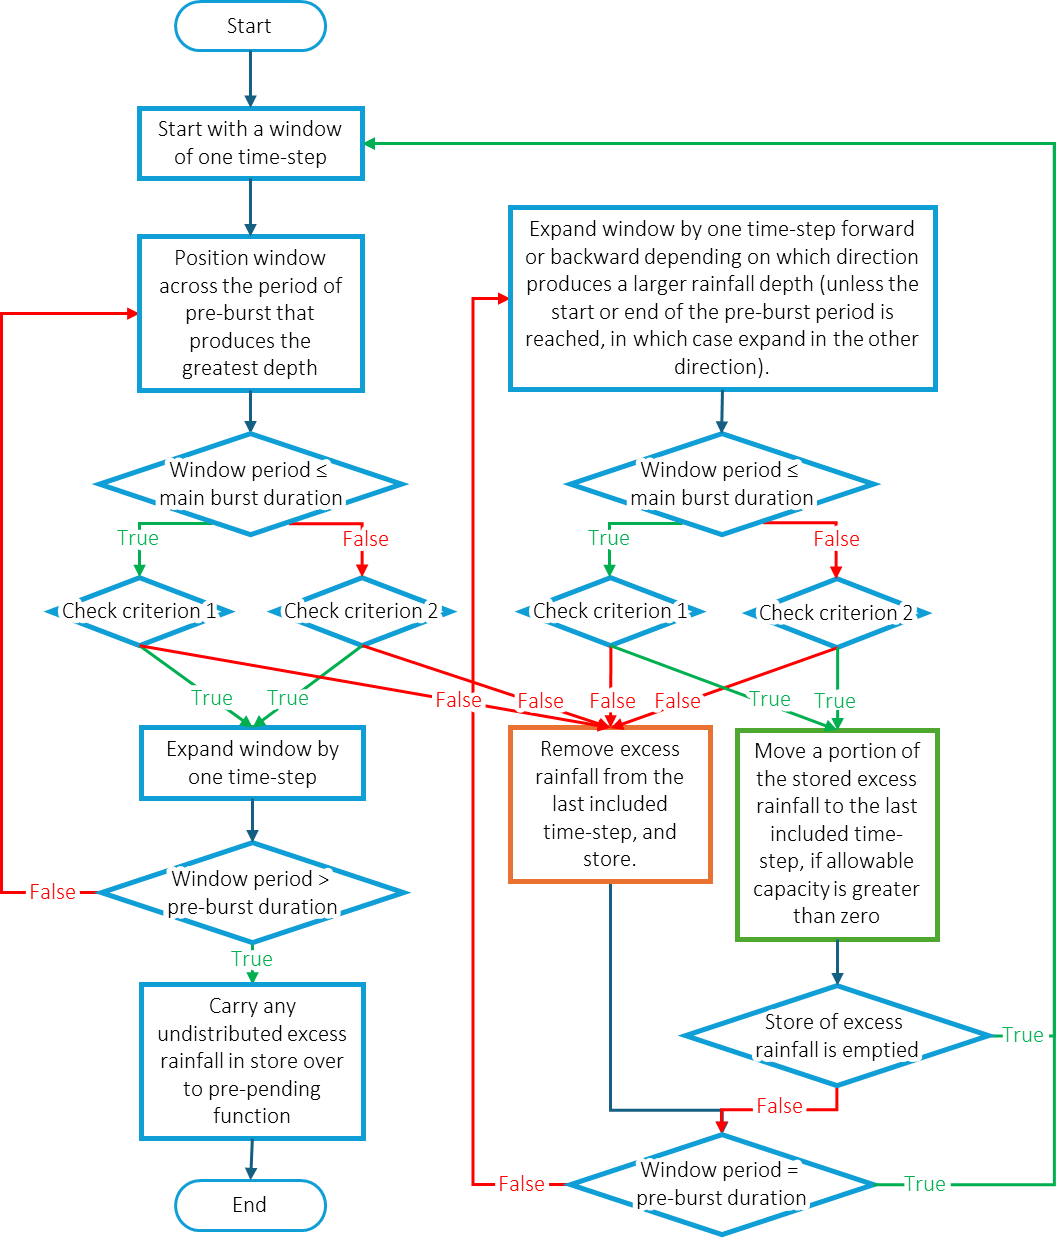 Start
Start with a window
of one time-step
Position window
across the period of
pre-burst that
produces the
greatest depth
Window period ≤
main burst duration
True
False
Check criterion 1
Check criterion 2
True
True
False
False
Expand window by
one time-step
Window period >
pre-burst duration
False
True
Carry any
undistributed excess
rainfall in store over
to pre-pending
function
End
Expand window by one time-step forward
or backward depending on which direction
produces a larger rainfall depth (unless the
start or end of the pre-burst period is
reached, in which case expand in the other
direction).
Window period ≤
main burst duration
True
False
Check criterion 1
Check criterion 2
False
False
True
True
Remove excess
rainfall from the
last included
time-step, and
store.
Move a portion of
the stored excess
rainfall to the last
included time-
step, if allowable
capacity is greater
than zero
Store of excess
rainfall is emptied
True
False
Window period =
pre-burst duration
False
True